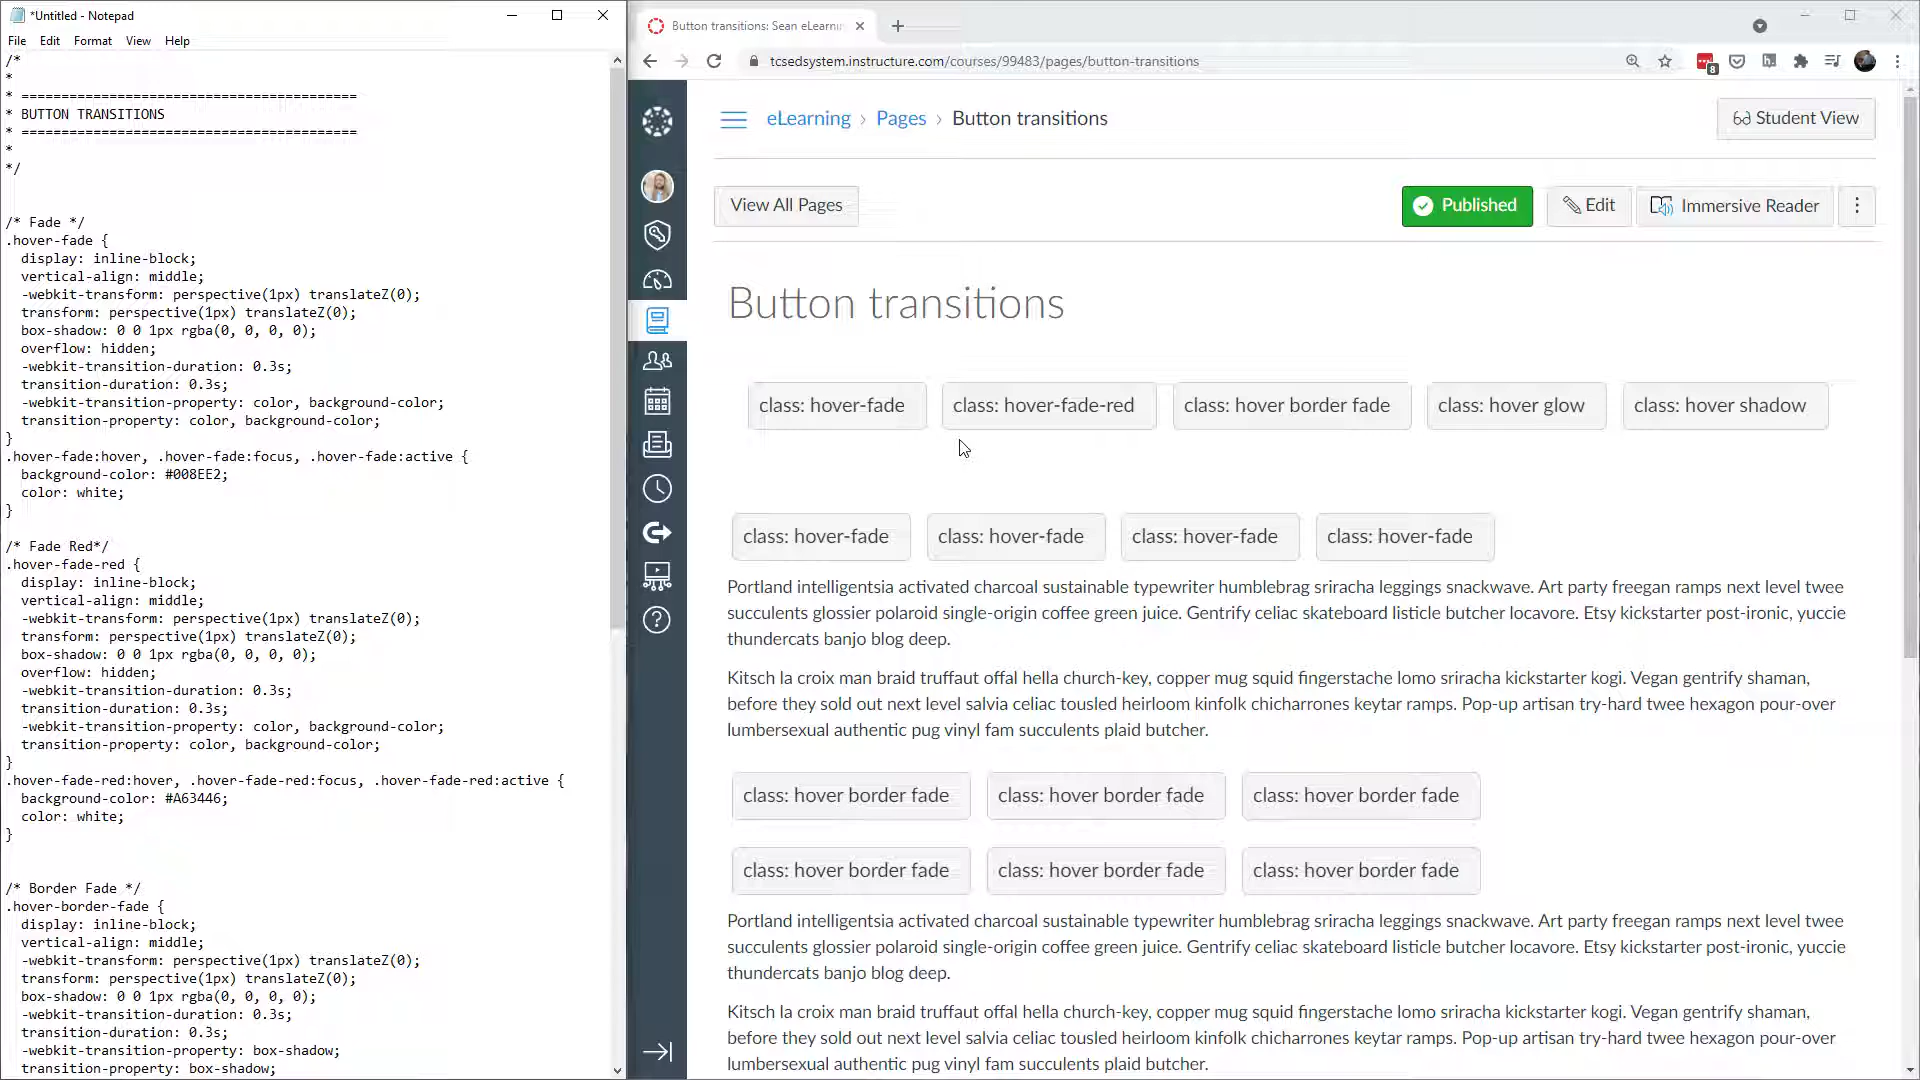 *Untitled - Notepad
File Edit Format View Help
/*
*
* ==========================================
* BUTTON TRANSITIONS
* ==========================================
*
*/
/* Fade */
.hover-fade {
display: inline-block;
vertical-align: middle;
-webkit-transform: perspective(1px) translateZ(0);
transform: perspective(1px) translateZ(0);
box-shadow: 0 0 1px rgba(0, 0, 0, 0);
overflow: hidden;
-webkit-transition-duration: 0.3s;
transition-duration: 0.3s;
-webkit-transition-property: color, background-color;
transition-property: color, background-color;
}
.hover-fade:hover, .hover-fade:focus, .hover-fade:active {
background-color: #008EE2;
color: white;
}
/* Fade Red*/
.hover-fade-red {
display: inline-block;
vertical-align: middle;
-webkit-transform: perspective(1px) translateZ(0);
transform: perspective(1px) translateZ(0);
box-shadow: 0 0 1px rgba(0, 0, 0, 0);
overflow: hidden;
-webkit-transition-duration: 0.3s;
transition-duration: 0.3s;
-webkit-transition-property: color, background-color;
transition-property: color, background-color;
}
.hover-fade-red:hover, .hover-fade-red:focus, .hover-fade-red:active {
background-color: #A63446;
color: white;
}
/* Border Fade */
.hover-border-fade {
display: inline-block;
vertical-align: middle;
-webkit-transform: perspective(1px) translateZ(0);
transform: perspective(1px) translateZ(0);
box-shadow: 0 0 1px rgba(0, 0, 0, 0);
-webkit-transition-duration: 0.3s;
transition-duration: 0.3s;
-webkit-transition-property: box-shadow;
transition-property: box-shadow;
Button transitions: Sean eLearni
tcsedsystem.instructure.com/courses/99483/pages/button-transitions
8
eLearning › Pages › Button transitions
Student View
View All Pages
Published
Edit
Immersive Reader
Button transitions
class: hover-fade
class: hover-fade-red
class: hover border fade
class: hover glow
class: hover shadow
class: hover-fade
class: hover-fade
class: hover-fade
class: hover-fade
Portland intelligentsia activated charcoal sustainable typewriter humblebrag sriracha leggings snackwave. Art party freegan ramps next level twee
succulents glossier polaroid single-origin coffee green juice. Gentrify celiac skateboard listicle butcher locavore. Etsy kickstarter post-ironic, yuccie
thundercats banjo blog deep.
Kitsch la croix man braid truffaut offal hella church-key, copper mug squid fingerstache lomo sriracha kickstarter kogi. Vegan gentrify shaman,
before they sold out next level salvia celiac tousled heirloom kinfolk chicharrones keytar ramps. Pop-up artisan try-hard twee hexagon pour-over
lumbersexual authentic pug vinyl fam succulents plaid butcher.
class: hover border fade
class: hover border fade
class: hover border fade
class: hover border fade
class: hover border fade
class: hover border fade
Portland intelligentsia activated charcoal sustainable typewriter humblebrag sriracha leggings snackwave. Art party freegan ramps next level twee
succulents glossier polaroid single-origin coffee green juice. Gentrify celiac skateboard listicle butcher locavore. Etsy kickstarter post-ironic, yuccie
thundercats banjo blog deep.
Kitsch la croix man braid truffaut offal hella church-key, copper mug squid fingerstache lomo sriracha kickstarter kogi. Vegan gentrify shaman,
before they sold out next level salvia celiac tousled heirloom kinfolk chicharrones keytar ramps. Pop-up artisan try-hard twee hexagon pour-over
lumbersexual authentic pug vinyl fam succulents plaid butcher.